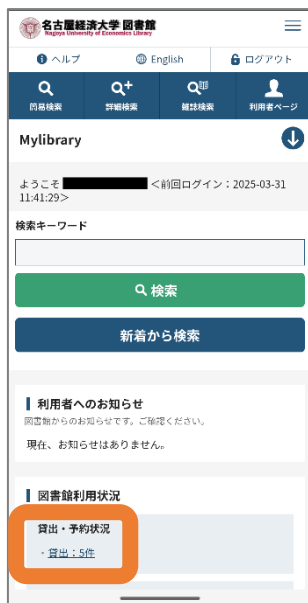 名古屋経済大学 図書館
Nagoya University of Economics Library
ヘルプ
English
ログアウト
簡易検索
詳細検索
雑誌検索
利用者ページ
Mylibrary
ようこそ <前回ログイン：2025-03-31
11:41:29>
検索キーワード
検索
新着から検索
利用者へのお知らせ
図書館からのお知らせです。ご確認ください。
現在、お知らせはありません。
図書館利用状況
貸出・予約状況
- 貸出：5件